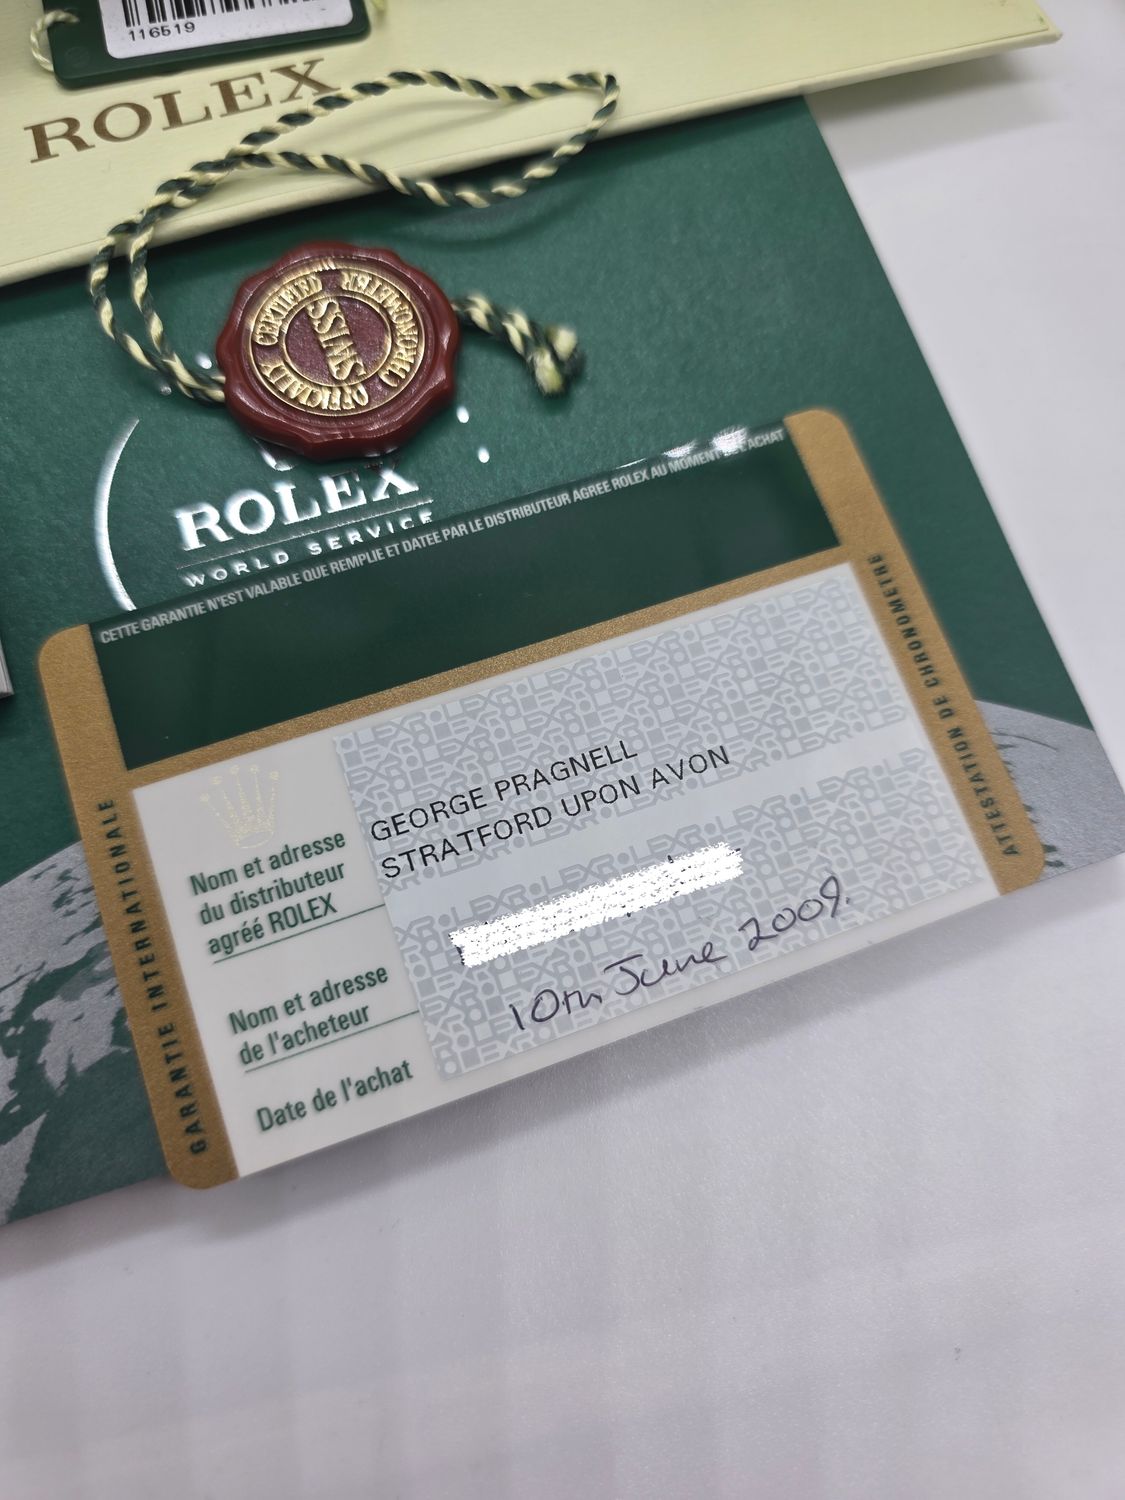 116519
ROLEX
OFFICIALLY CERTIFIED CHRONOMETER
SWISS
ROLEX
WORLD SERVICE
CETTE GARANTIE N'EST VALABLE QUE REMPLIE ET DATEE PAR LE DISTRIBUTEUR AGREE ROLEX AU MOMENT DE L'ACHAT
GARANTIE INTERNATIONALE
ATTESTATION DE CHRONOMETRE
Nom et adresse
du distributeur
agréé ROLEX
GEORGE PRAGNELL
STRATFORD UPON AVON
Nom et adresse
de l'acheteur
Date de l'achat
10th June 2009.